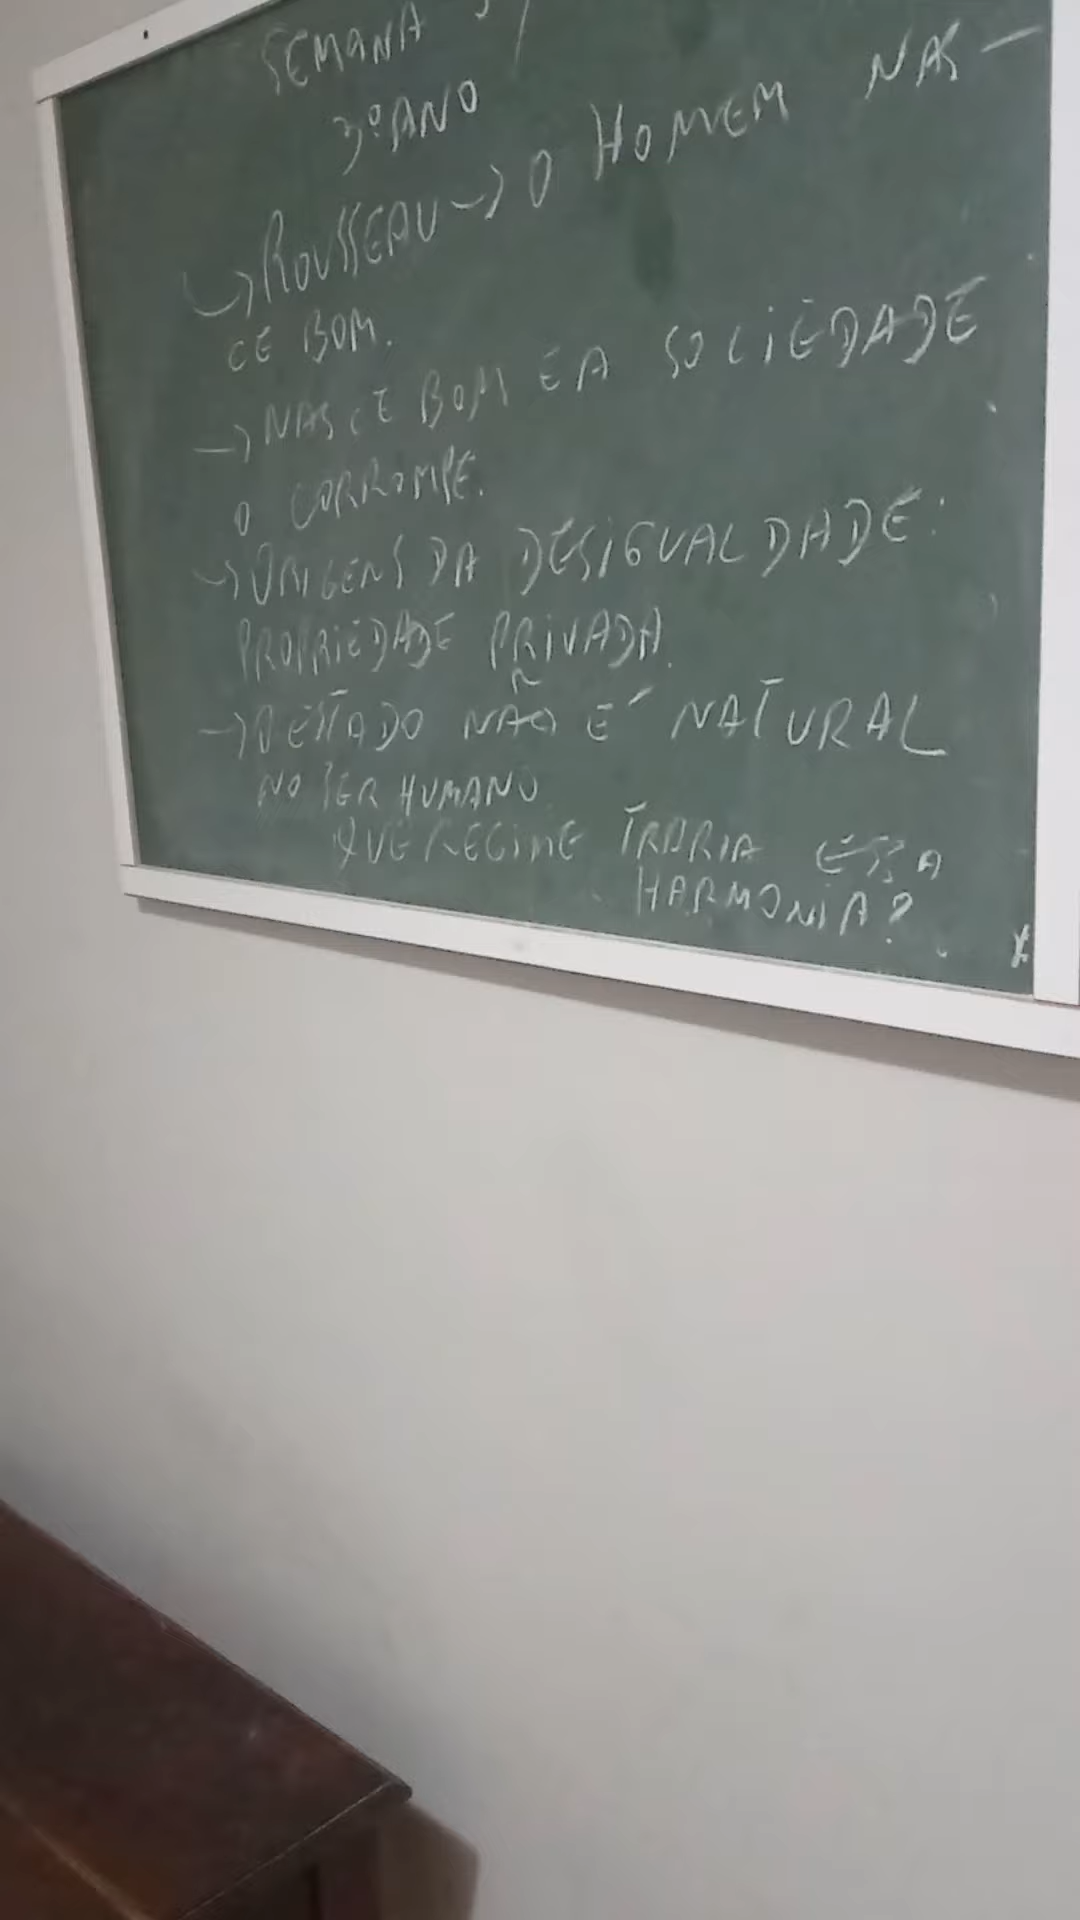 SEMANA
3º ANO
↳ ROUSSEAU → O HOMEM NAS-
CE BOM.
→ NASCE BOM E A SOCIEDADE
O CORROMPE.
→ ORIGENS DA DESIGUALDADE:
PROPRIEDADE PRIVADA.
→ O ESTADO NÃO É NATURAL
NO SER HUMANO
QUE REGIME TRARIA ESSA
HARMONIA?